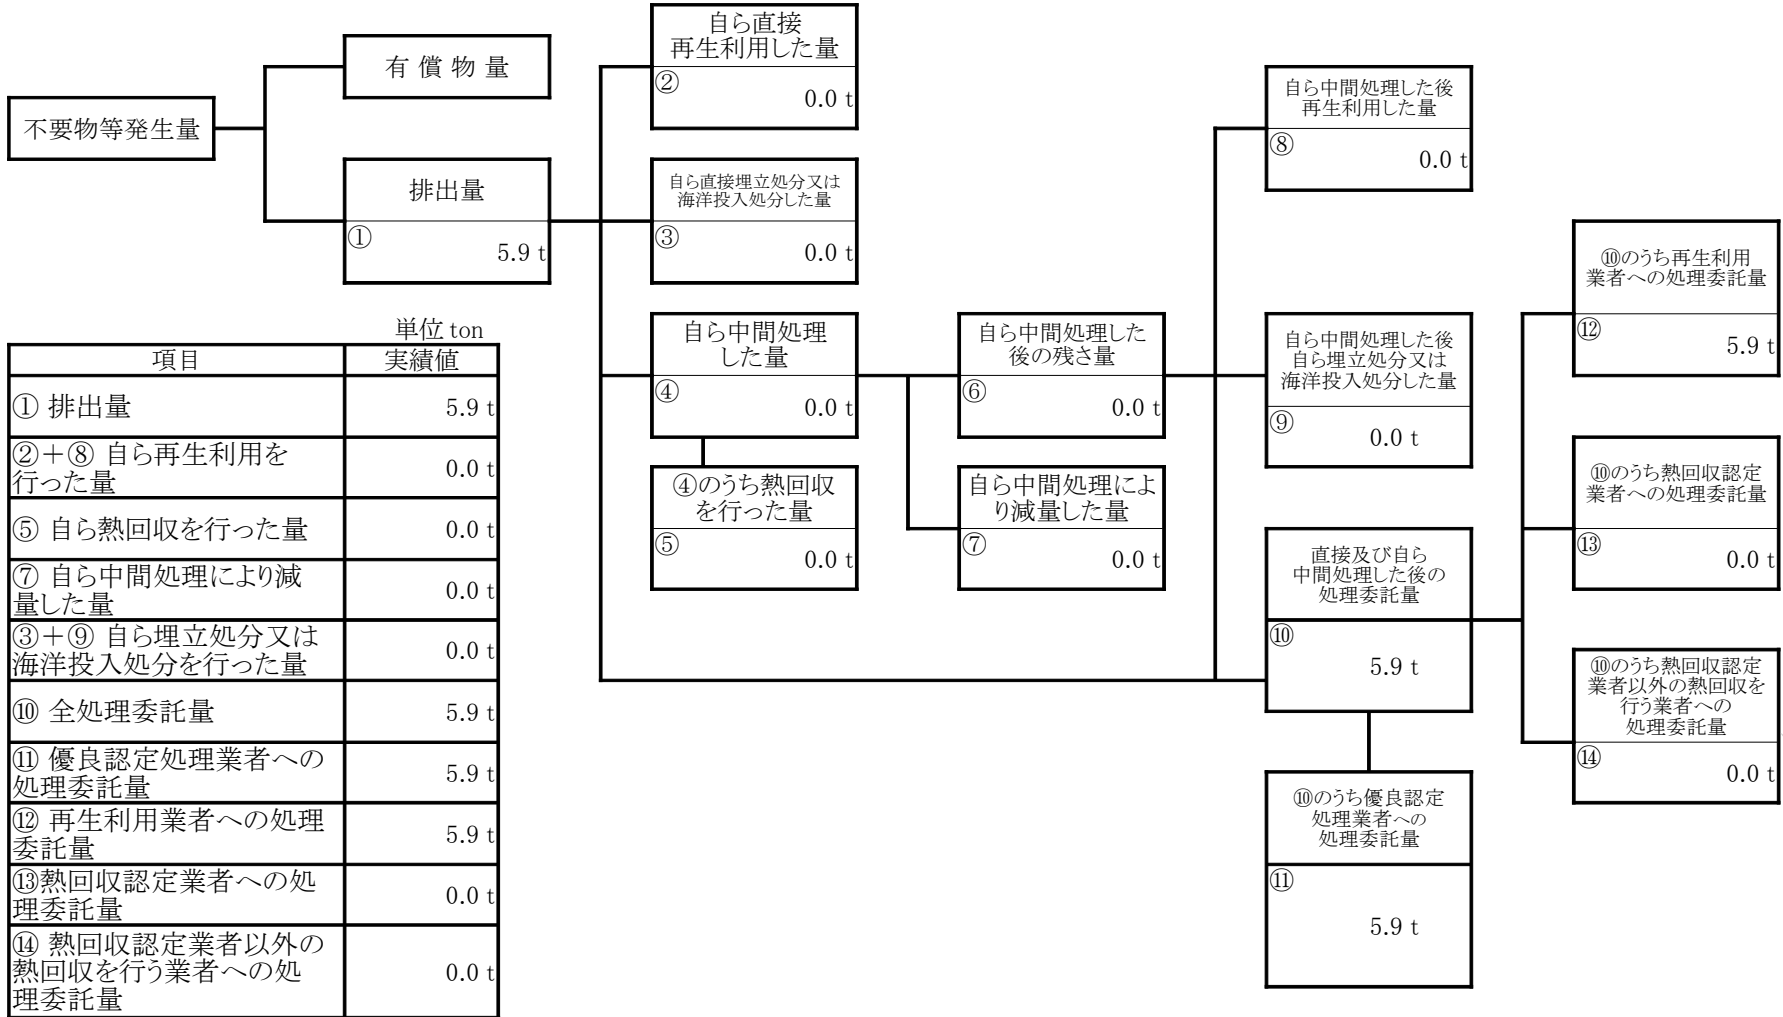 不要物等発生量
有 償 物 量
排出量
①
5.9 t
自ら直接
再生利用した量
②
0.0 t
自ら直接埋立処分又は
海洋投入処分した量
③
0.0 t
自ら中間処理
した量
④
0.0 t
④のうち熱回収
を行った量
⑤
0.0 t
自ら中間処理した
後の残さ量
⑥
0.0 t
自ら中間処理によ
り減量した量
⑦
0.0 t
自ら中間処理した後
再生利用した量
⑧
0.0 t
自ら中間処理した後
自ら埋立処分又は
海洋投入処分した量
⑨
0.0 t
直接及び自ら
中間処理した後の
処理委託量
⑩
5.9 t
⑩のうち優良認定
処理業者への
処理委託量
⑪
5.9 t
⑩のうち再生利用
業者への処理委託量
⑫
5.9 t
⑩のうち熱回収認定
業者への処理委託量
⑬
0.0 t
⑩のうち熱回収認定
業者以外の熱回収を
行う業者への
処理委託量
⑭
0.0 t
単位 ton
項目 実績値
① 排出量 5.9 t
②＋⑧ 自ら再生利用を
行った量 0.0 t
⑤ 自ら熱回収を行った量 0.0 t
⑦ 自ら中間処理により減
量した量 0.0 t
③＋⑨ 自ら埋立処分又は
海洋投入処分を行った量 0.0 t
⑩ 全処理委託量 5.9 t
⑪ 優良認定処理業者への
処理委託量 5.9 t
⑫ 再生利用業者への処理
委託量 5.9 t
⑬熱回収認定業者への処
理委託量 0.0 t
⑭ 熱回収認定業者以外の
熱回収を行う業者への処
理委託量 0.0 t